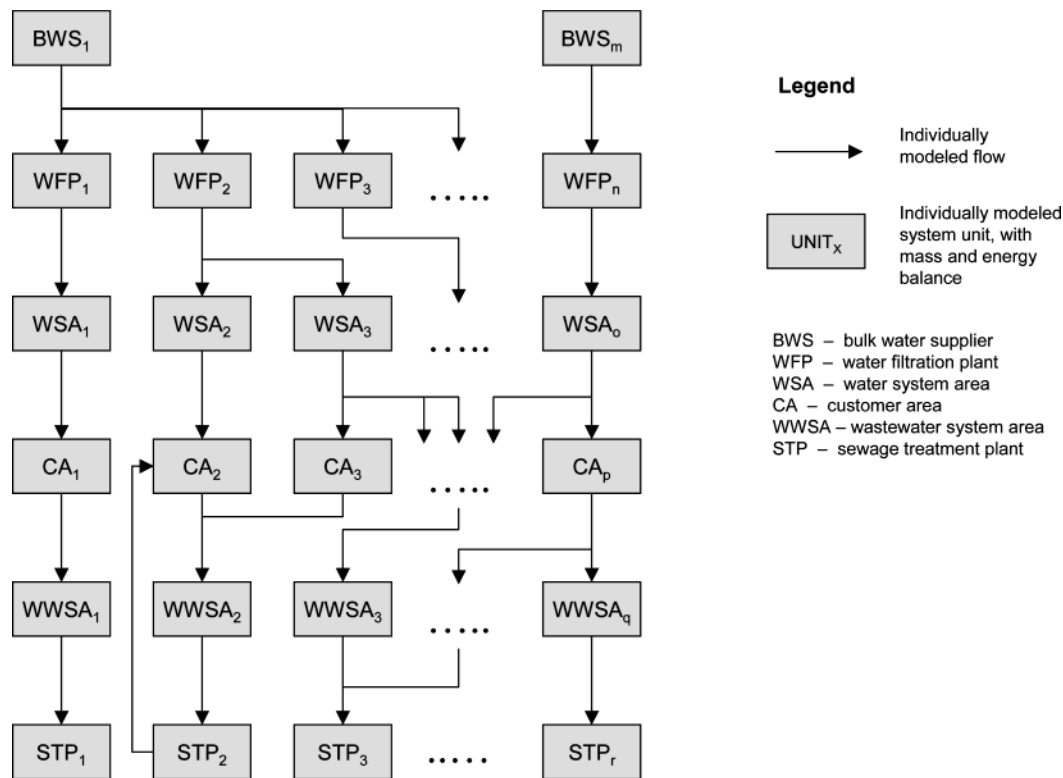 BWS₁
BWSₘ
Legend
Individually
modeled flow
WFP₁
WFP₂
WFP₃
.....
WFPₙ
Individually modeled
system unit, with
mass and energy
balance
UNITₓ
WSA₁
WSA₂
WSA₃
.....
WSAₒ
BWS – bulk water supplier
WFP – water filtration plant
WSA – water system area
CA – customer area
WWSA – wastewater system area
STP – sewage treatment plant
CA₁
CA₂
CA₃
.....
CAₚ
WWSA₁
WWSA₂
WWSA₃
.....
WWSA_q
STP₁
STP₂
STP₃
.....
STPᵣ